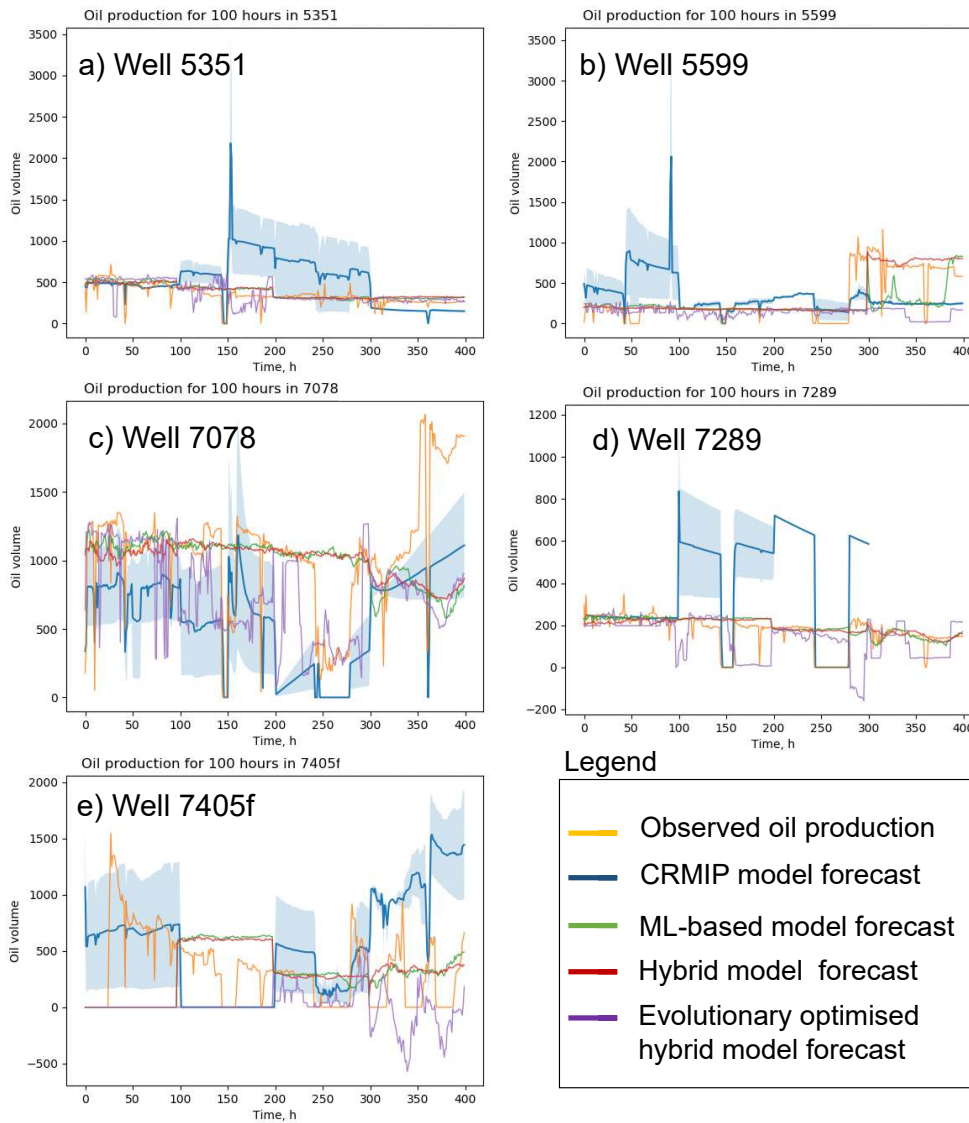 Oil production for 100 hours in 5351
a) Well 5351
3500
3000
2500
2000
1500
1000
500
0
Oil volume
0 50 100 150 200 250 300 350 400
Time, h
Oil production for 100 hours in 5599
b) Well 5599
3500
3000
2500
2000
1500
1000
500
0
Oil volume
0 50 100 150 200 250 300 350 400
Time, h
Oil production for 100 hours in 7078
c) Well 7078
2000
1500
1000
500
0
Oil volume
0 50 100 150 200 250 300 350 400
Time, h
Oil production for 100 hours in 7289
d) Well 7289
1200
1000
800
600
400
200
0
−200
Oil volume
0 50 100 150 200 250 300 350 400
Time, h
Oil production for 100 hours in 7405f
e) Well 7405f
2000
1500
1000
500
0
−500
Oil volume
0 50 100 150 200 250 300 350 400
Time, h
Legend
Observed oil production
CRMIP model forecast
ML-based model forecast
Hybrid model forecast
Evolutionary optimised
hybrid model forecast